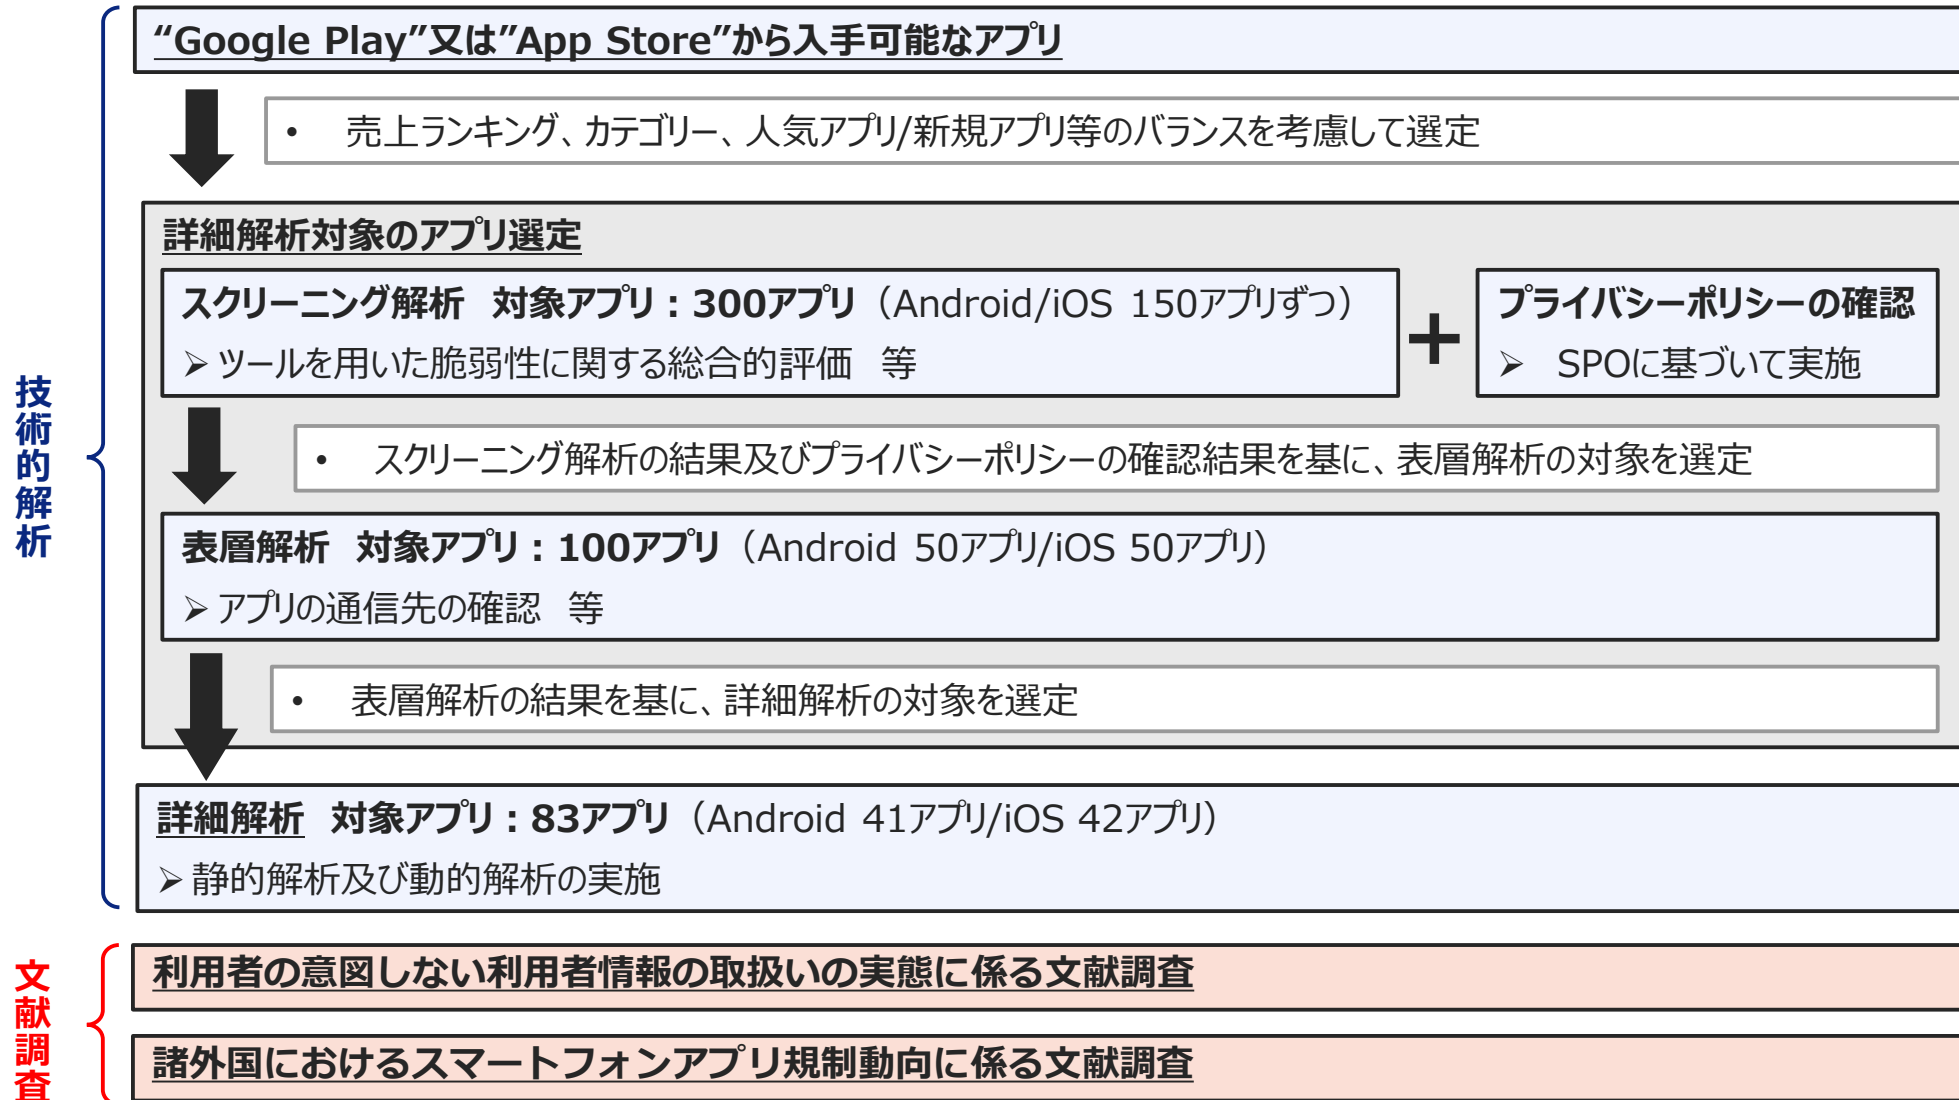 “Google Play”又は”App Store”から入手可能なアプリ
• 売上ランキング、カテゴリー、人気アプリ/新規アプリ等のバランスを考慮して選定
詳細解析対象のアプリ選定
スクリーニング解析 対象アプリ：300アプリ（Android/iOS 150アプリずつ）
➢ ツールを用いた脆弱性に関する総合的評価 等
＋
プライバシーポリシーの確認
➢ SPOに基づいて実施
• スクリーニング解析の結果及びプライバシーポリシーの確認結果を基に、表層解析の対象を選定
表層解析 対象アプリ：100アプリ（Android 50アプリ/iOS 50アプリ）
➢ アプリの通信先の確認 等
• 表層解析の結果を基に、詳細解析の対象を選定
詳細解析 対象アプリ：83アプリ（Android 41アプリ/iOS 42アプリ）
➢ 静的解析及び動的解析の実施
技術的解析
利用者の意図しない利用者情報の取扱いの実態に係る文献調査
諸外国におけるスマートフォンアプリ規制動向に係る文献調査
文献調査